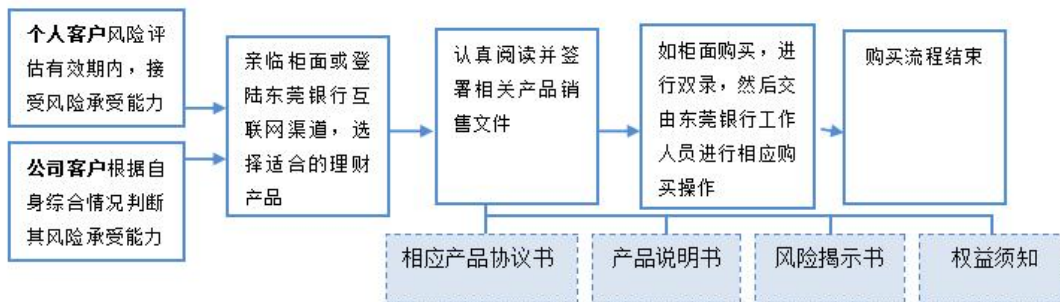 个人客户风险评
估有效期内，接
受风险承受能力
公司客户根据自
身综合情况判断
其风险承受能力
亲临柜面或登
陆东莞银行互
联网渠道，选
择适合的理财
产品
认真阅读并签
署相关产品销
售文件
如柜面购买，进
行双录，然后交
由东莞银行工作
人员进行相应购
买操作
购买流程结束
相应产品协议书
产品说明书
风险揭示书
权益须知